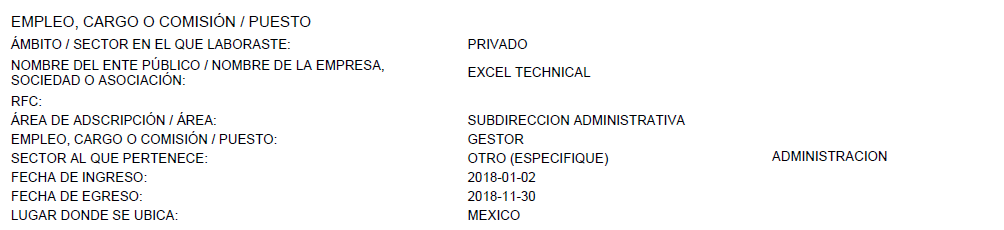 EMPLEO, CARGO O COMISIÓN / PUESTO
ÁMBITO / SECTOR EN EL QUE LABORASTE: PRIVADO
NOMBRE DEL ENTE PÚBLICO / NOMBRE DE LA EMPRESA,
SOCIEDAD O ASOCIACIÓN: EXCEL TECHNICAL
RFC:
ÁREA DE ADSCRIPCIÓN / ÁREA: SUBDIRECCION ADMINISTRATIVA
EMPLEO, CARGO O COMISIÓN / PUESTO: GESTOR
SECTOR AL QUE PERTENECE: OTRO (ESPECIFIQUE) ADMINISTRACION
FECHA DE INGRESO: 2018-01-02
FECHA DE EGRESO: 2018-11-30
LUGAR DONDE SE UBICA: MEXICO